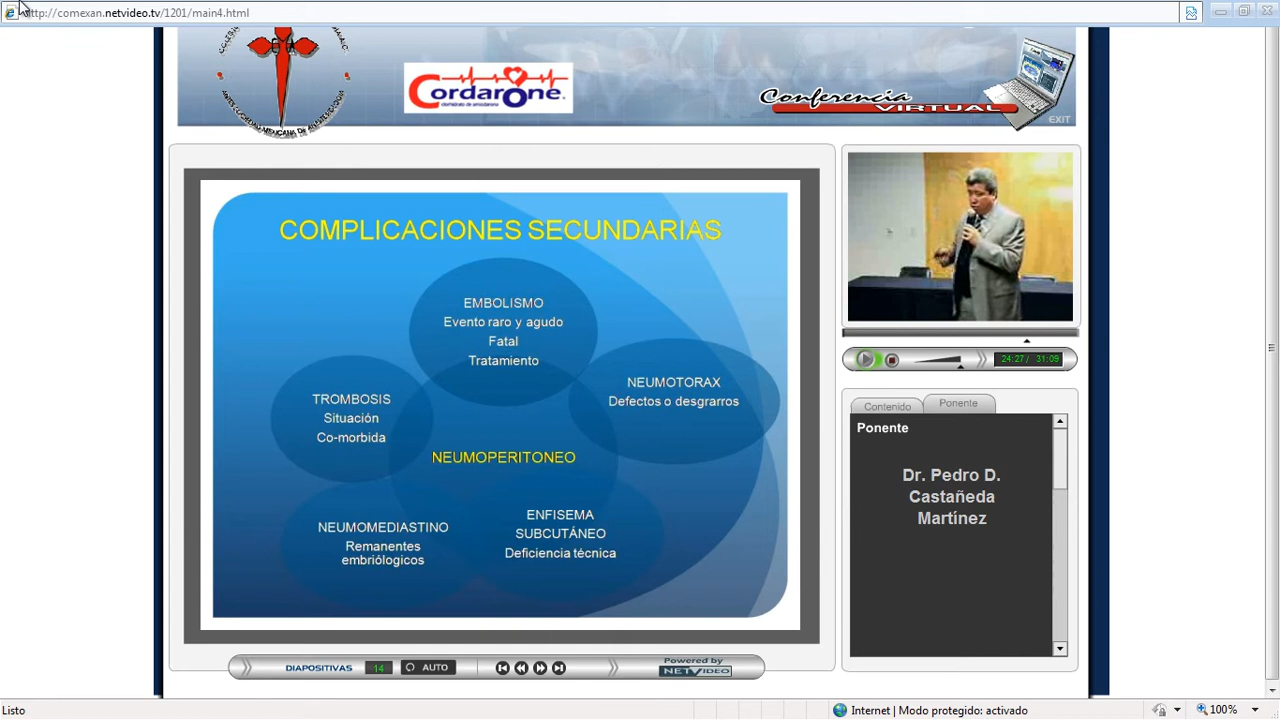 http://comexan.netvideo.tv/1201/main4.html
Cordarone.
Conferencia
VIRTUAL
EXIT
COMPLICACIONES SECUNDARIAS
EMBOLISMO
Evento raro y agudo
Fatal
Tratamiento
NEUMOTORAX
Defectos o desgrarros
TROMBOSIS
Situación
Co-morbida
NEUMOPERITONEO
NEUMOMEDIASTINO
Remanentes
embriólogicos
ENFISEMA
SUBCUTÁNEO
Deficiencia técnica
24:27 / 31:09
Contenido
Ponente
Ponente
Dr. Pedro D.
Castañeda
Martínez
DIAPOSITIVAS
14
AUTO
Powered by
NETVIDEO
Listo
Internet | Modo protegido: activado
100%